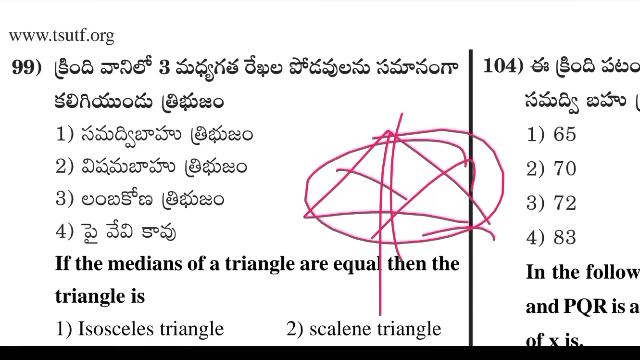 www.tsutf.org
99) క్రింది వానిలో 3 మధ్యగత రేఖల పోడవులను సమానంగా
కలిగియుండు త్రిభుజం
1) సమద్విబాహు త్రిభుజం
2) విషమబాహు త్రిభుజం
3) లంబకోణ త్రిభుజం
4) పై వేవి కావు
If the medians of a triangle are equal then the
triangle is
1) Isosceles triangle 2) scalene triangle
104) ఈ క్రింది పటం
సమద్వి బహు
1) 65
2) 70
3) 72
4) 83
In the follow
and PQR is a
of x is.